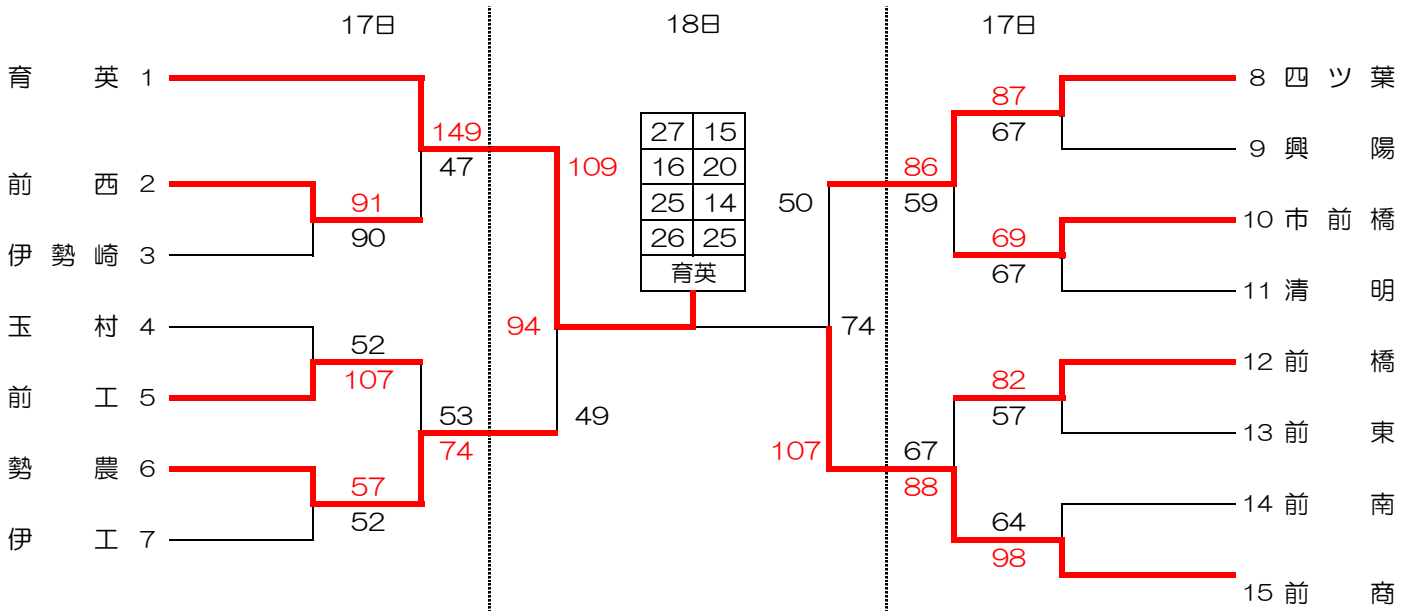 17日 18日 17日
育英 1
149
47
前西 2
91
90
伊勢崎 3
玉村 4
52
107
前工 5
53
74
勢農 6
57
52
伊工 7
109
94
49
27 15
16 20
25 14
26 25
育英
50
74
107
8 四ツ葉
87
67
9 興陽
86
59
10 市前橋
69
67
11 清明
12 前橋
82
57
13 前東
67
88
14 前南
64
98
15 前商